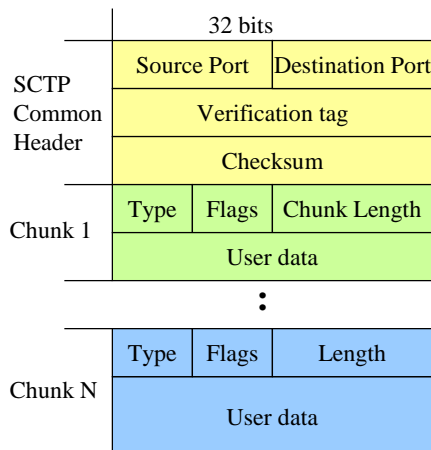 32 bits
SCTP
Common
Header
Source Port Destination Port
Verification tag
Checksum
Chunk 1
Type Flags Chunk Length
User data
:
Chunk N
Type Flags Length
User data